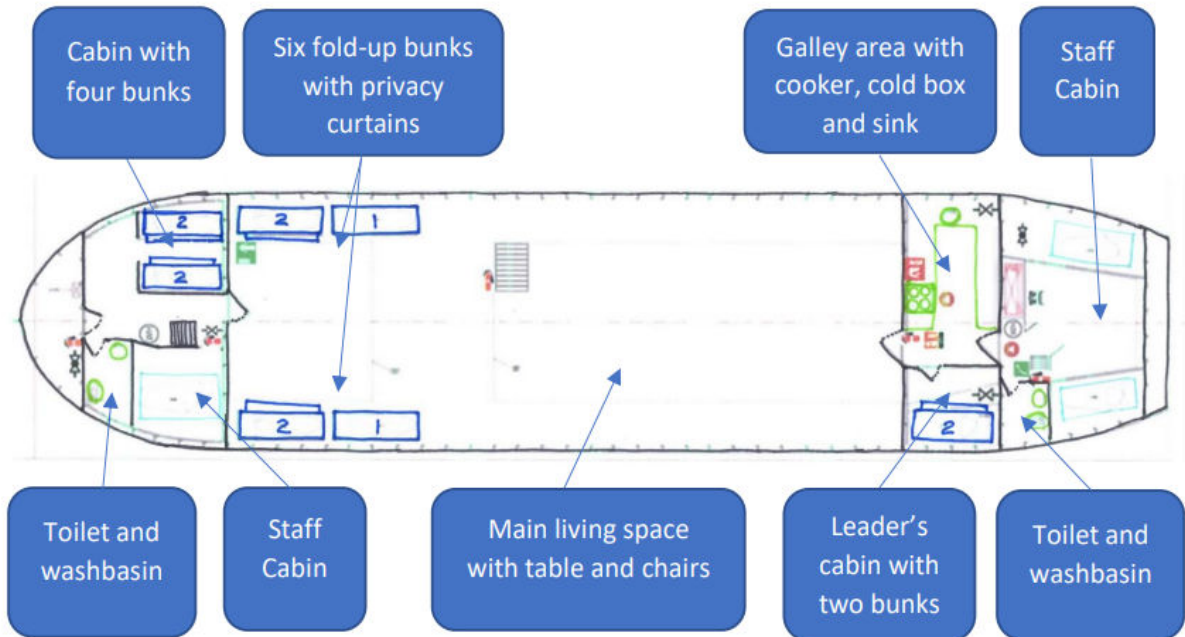 Cabin with
four bunks
Six fold-up bunks
with privacy
curtains
Galley area with
cooker, cold box
and sink
Staff
Cabin
2
2
1
2
2
1
2
Toilet and
washbasin
Staff
Cabin
Main living space
with table and chairs
Leader’s
cabin with
two bunks
Toilet and
washbasin